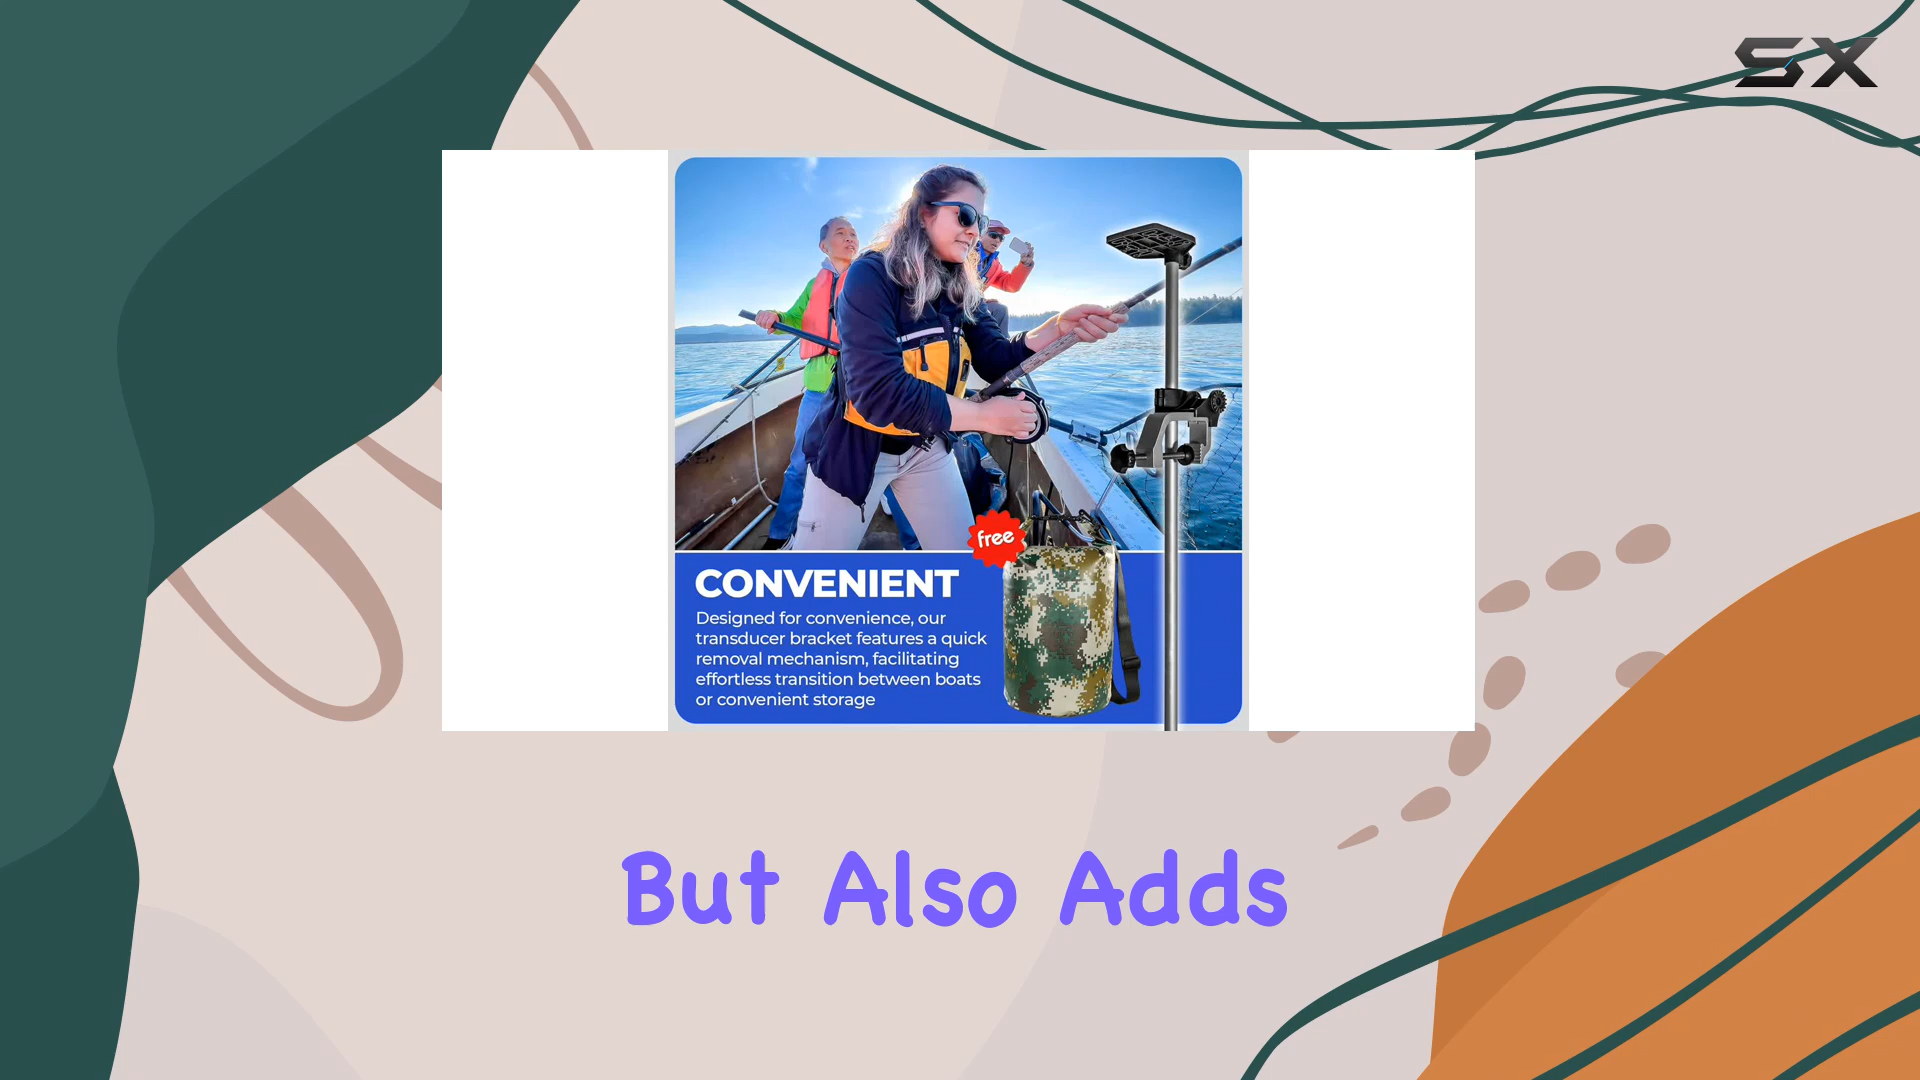 SX
free
CONVENIENT
Designed for convenience, our
transducer bracket features a quick
removal mechanism, facilitating
effortless transition between boats
or convenient storage
But Also Adds